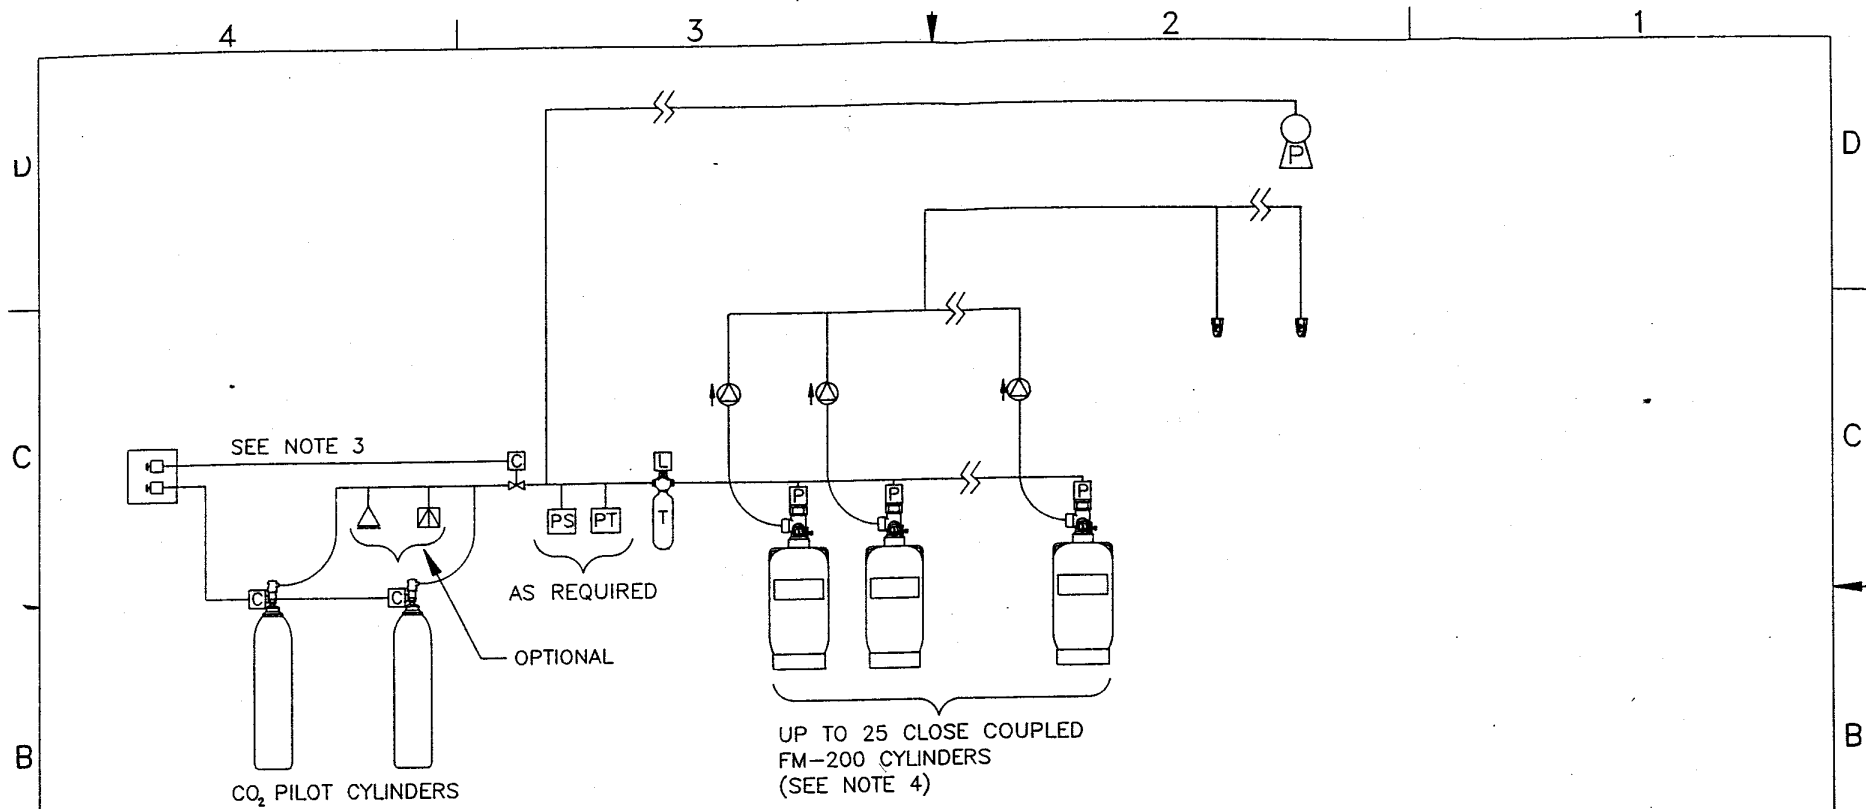 4 3 2 1
D D
P
C C
SEE NOTE 3
C L
P P P
PS PT T
AS REQUIRED
C C
OPTIONAL
UP TO 25 CLOSE COUPLED
FM-200 CYLINDERS
(SEE NOTE 4)
B B
CO₂ PILOT CYLINDERS